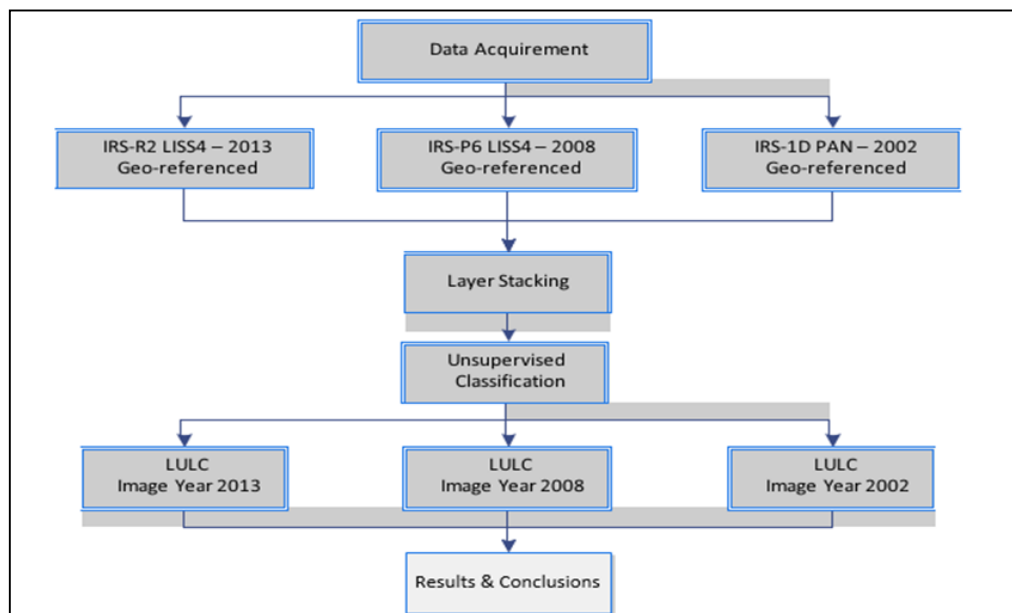 Data Acquirement
IRS-R2 LISS4 – 2013
Geo-referenced
IRS-P6 LISS4 – 2008
Geo-referenced
IRS-1D PAN – 2002
Geo-referenced
Layer Stacking
Unsupervised
Classification
LULC
Image Year 2013
LULC
Image Year 2008
LULC
Image Year 2002
Results & Conclusions